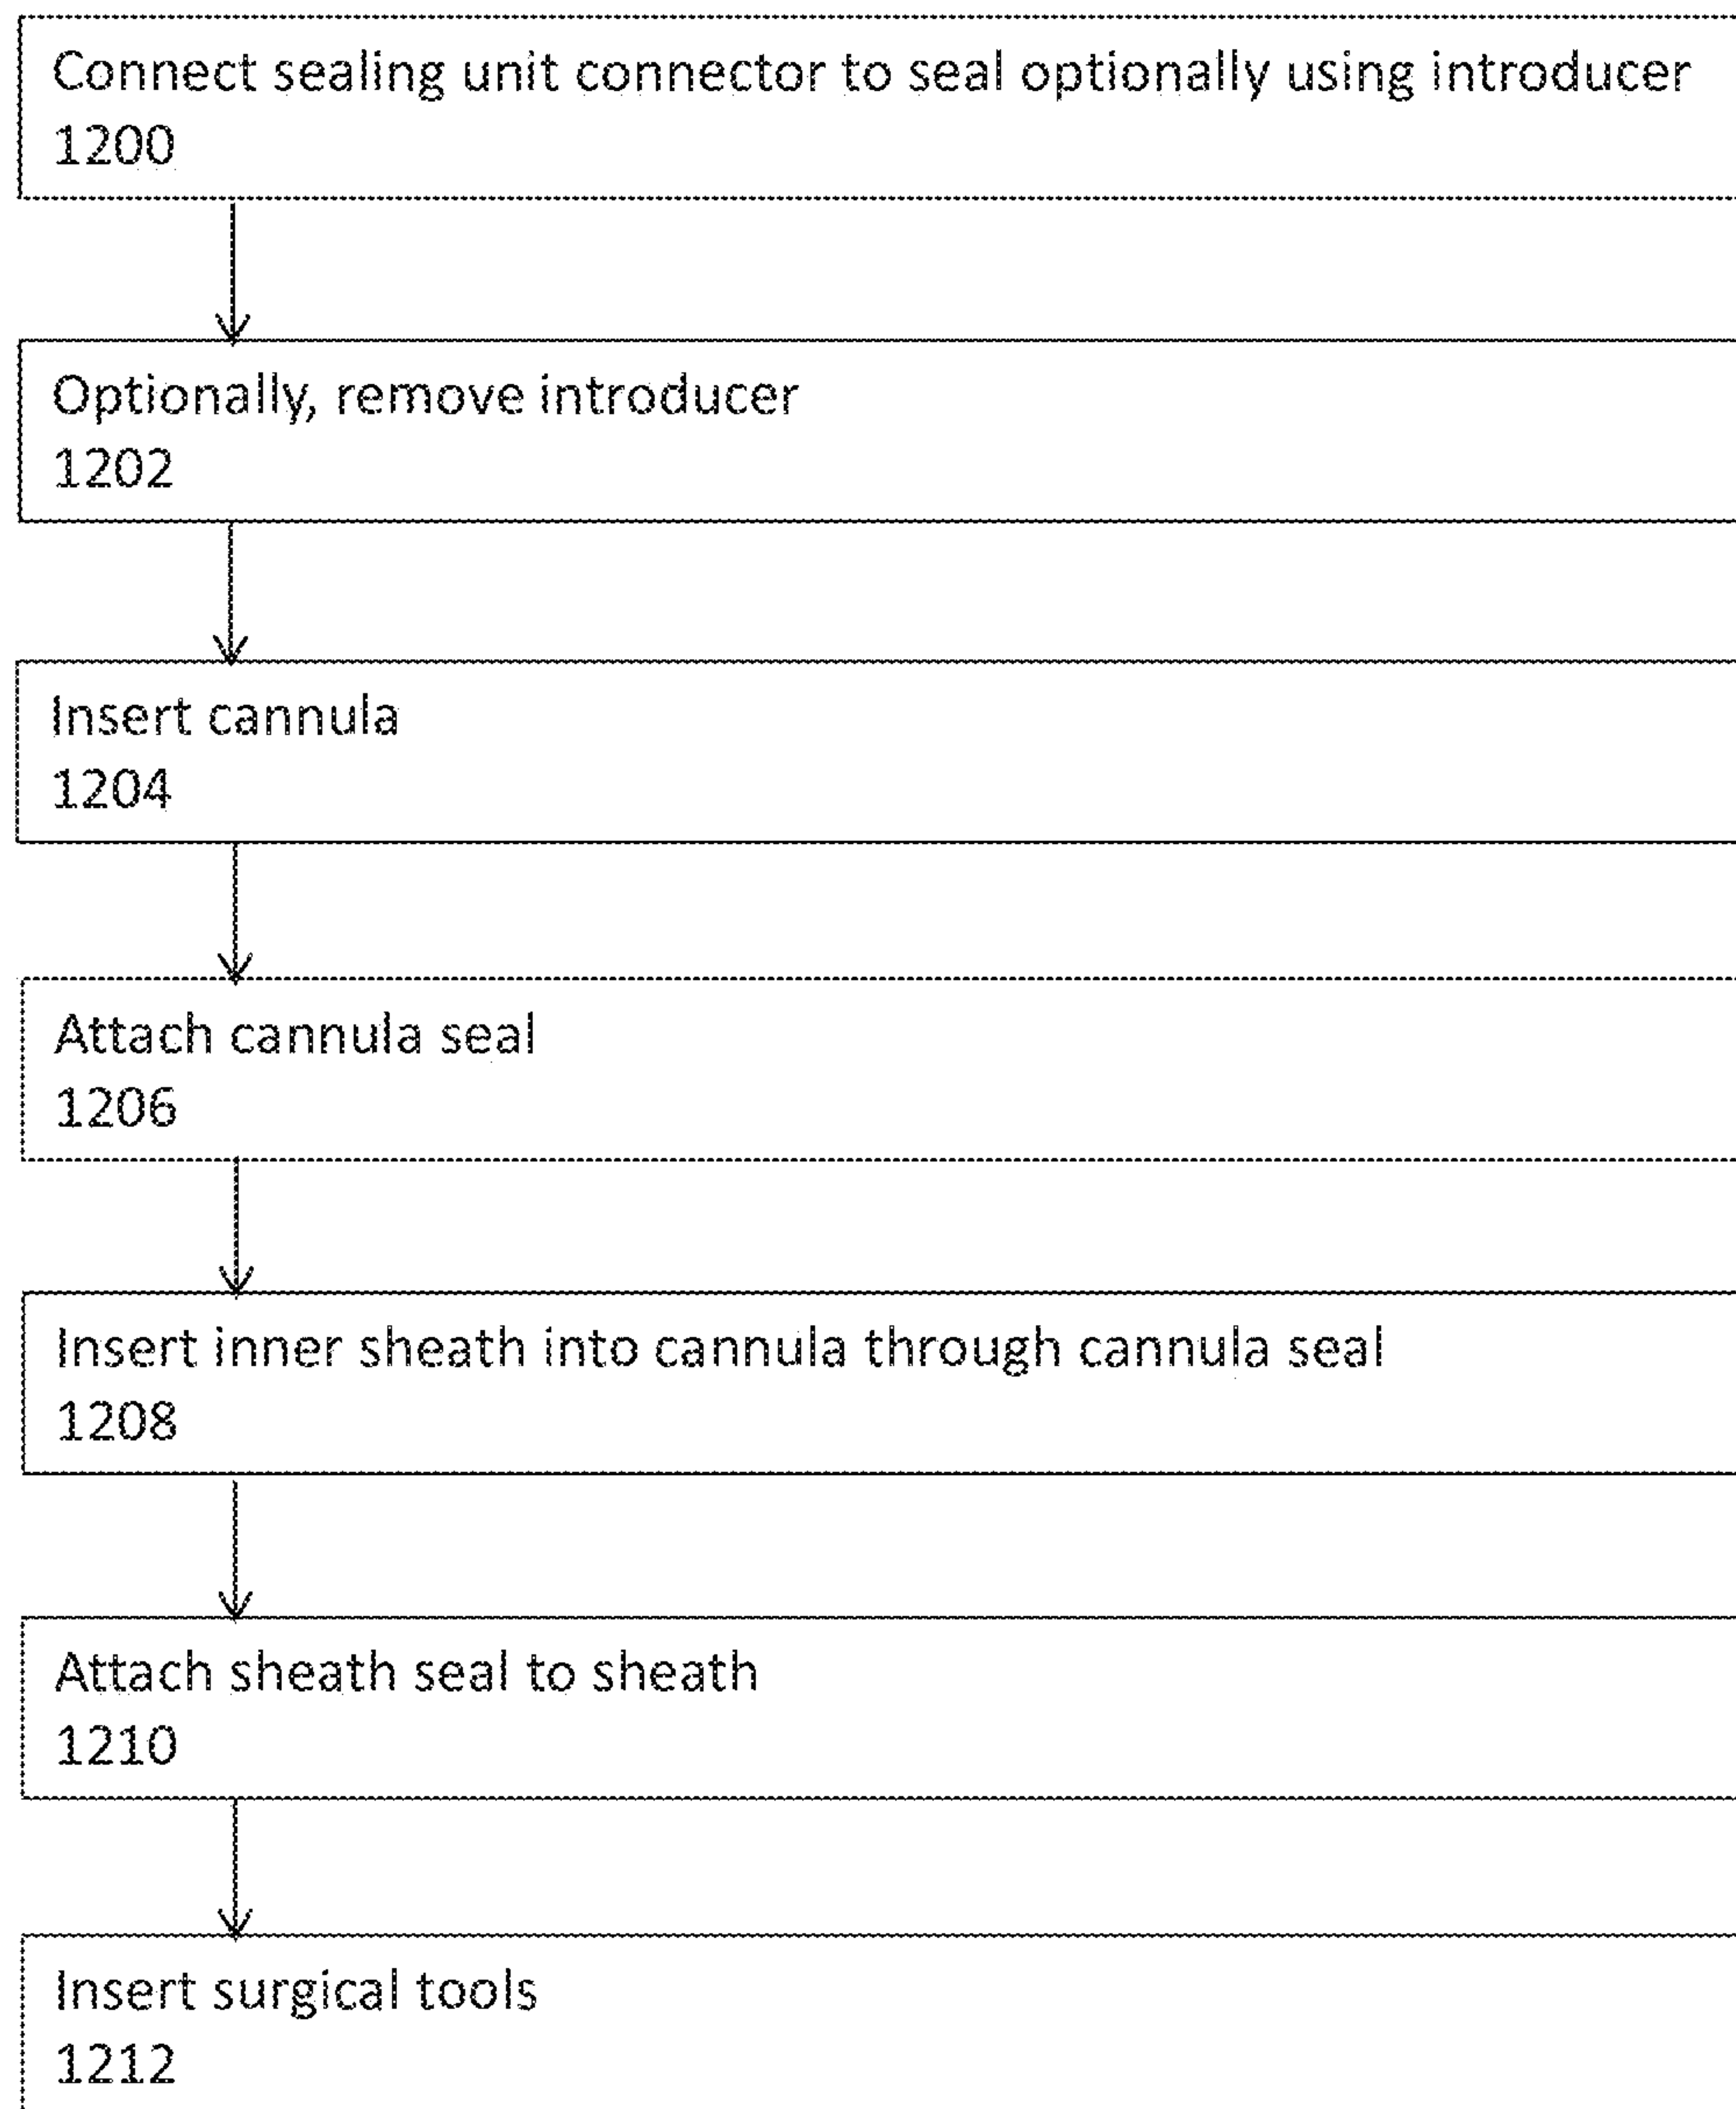 Connect sealing unit connector to seal optionally using introducer
1200
Optionally, remove introducer
1202
Insert cannula
1204
Attach cannula seal
1206
Insert inner sheath into cannula through cannula seal
1208
Attach sheath seal to sheath
1210
Insert surgical tools
1212